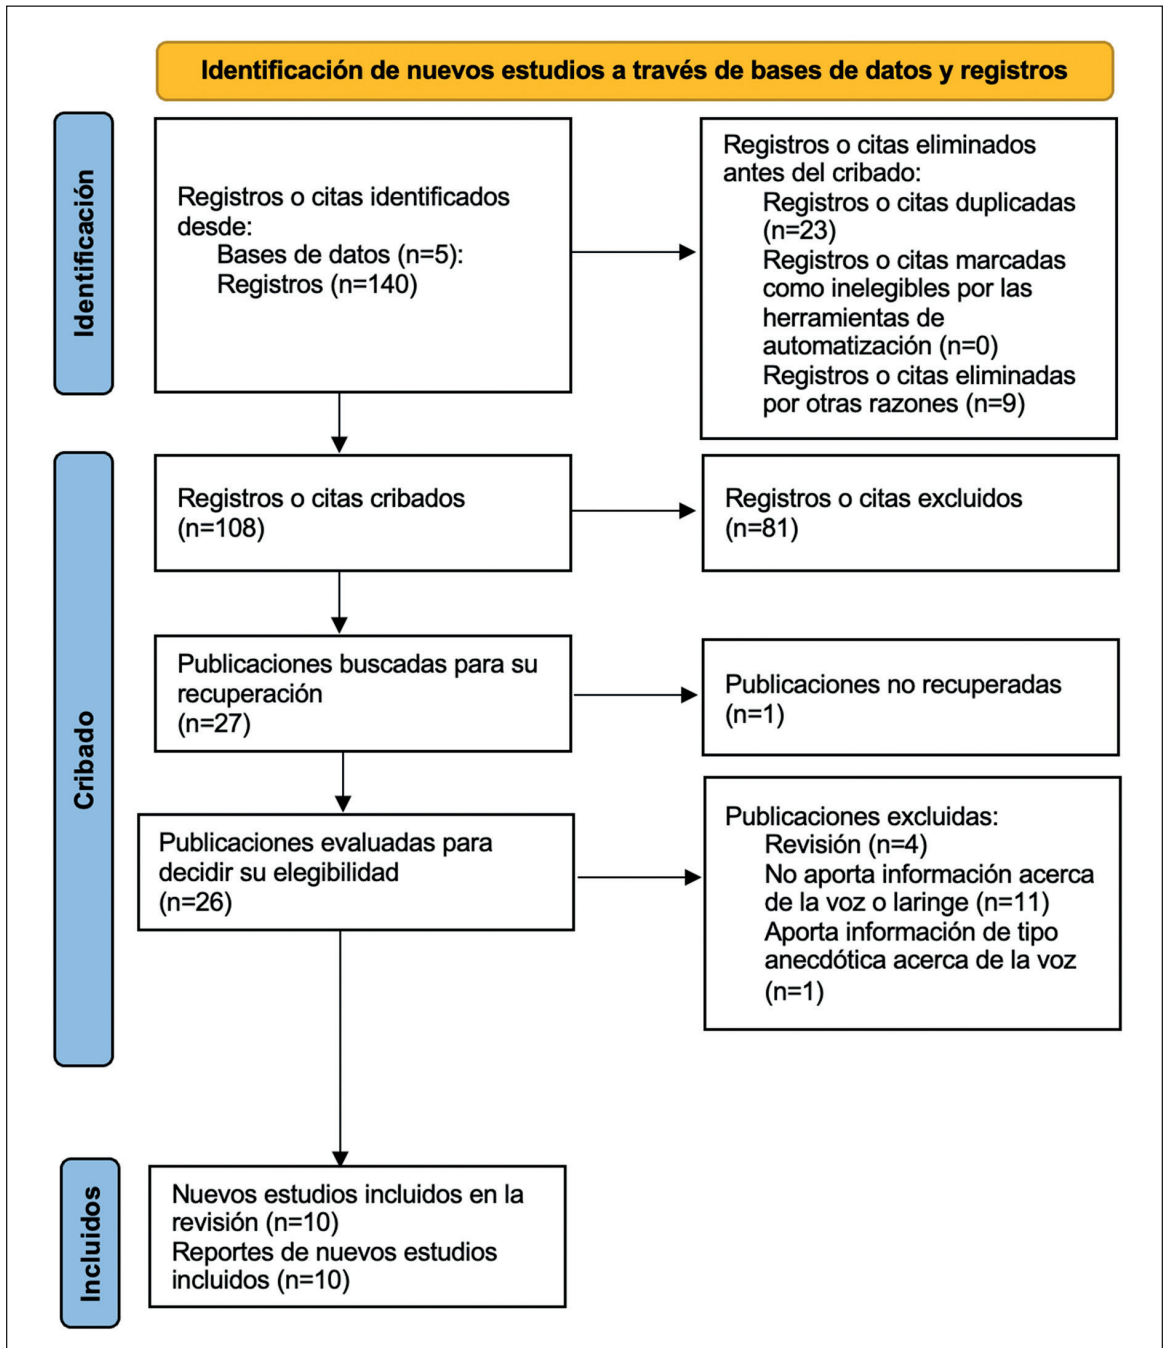 Identificación de nuevos estudios a través de bases de datos y registros
Identificación
Registros o citas identificados
desde:
Bases de datos (n=5):
Registros (n=140)
Registros o citas eliminados
antes del cribado:
Registros o citas duplicadas
(n=23)
Registros o citas marcadas
como inelegibles por las
herramientas de
automatización (n=0)
Registros o citas eliminadas
por otras razones (n=9)
Cribado
Registros o citas cribados
(n=108)
Registros o citas excluidos
(n=81)
Publicaciones buscadas para su
recuperación
(n=27)
Publicaciones no recuperadas
(n=1)
Publicaciones evaluadas para
decidir su elegibilidad
(n=26)
Publicaciones excluidas:
Revisión (n=4)
No aporta información acerca
de la voz o laringe (n=11)
Aporta información de tipo
anecdótica acerca de la voz
(n=1)
Incluidos
Nuevos estudios incluidos en la
revisión (n=10)
Reportes de nuevos estudios
incluidos (n=10)